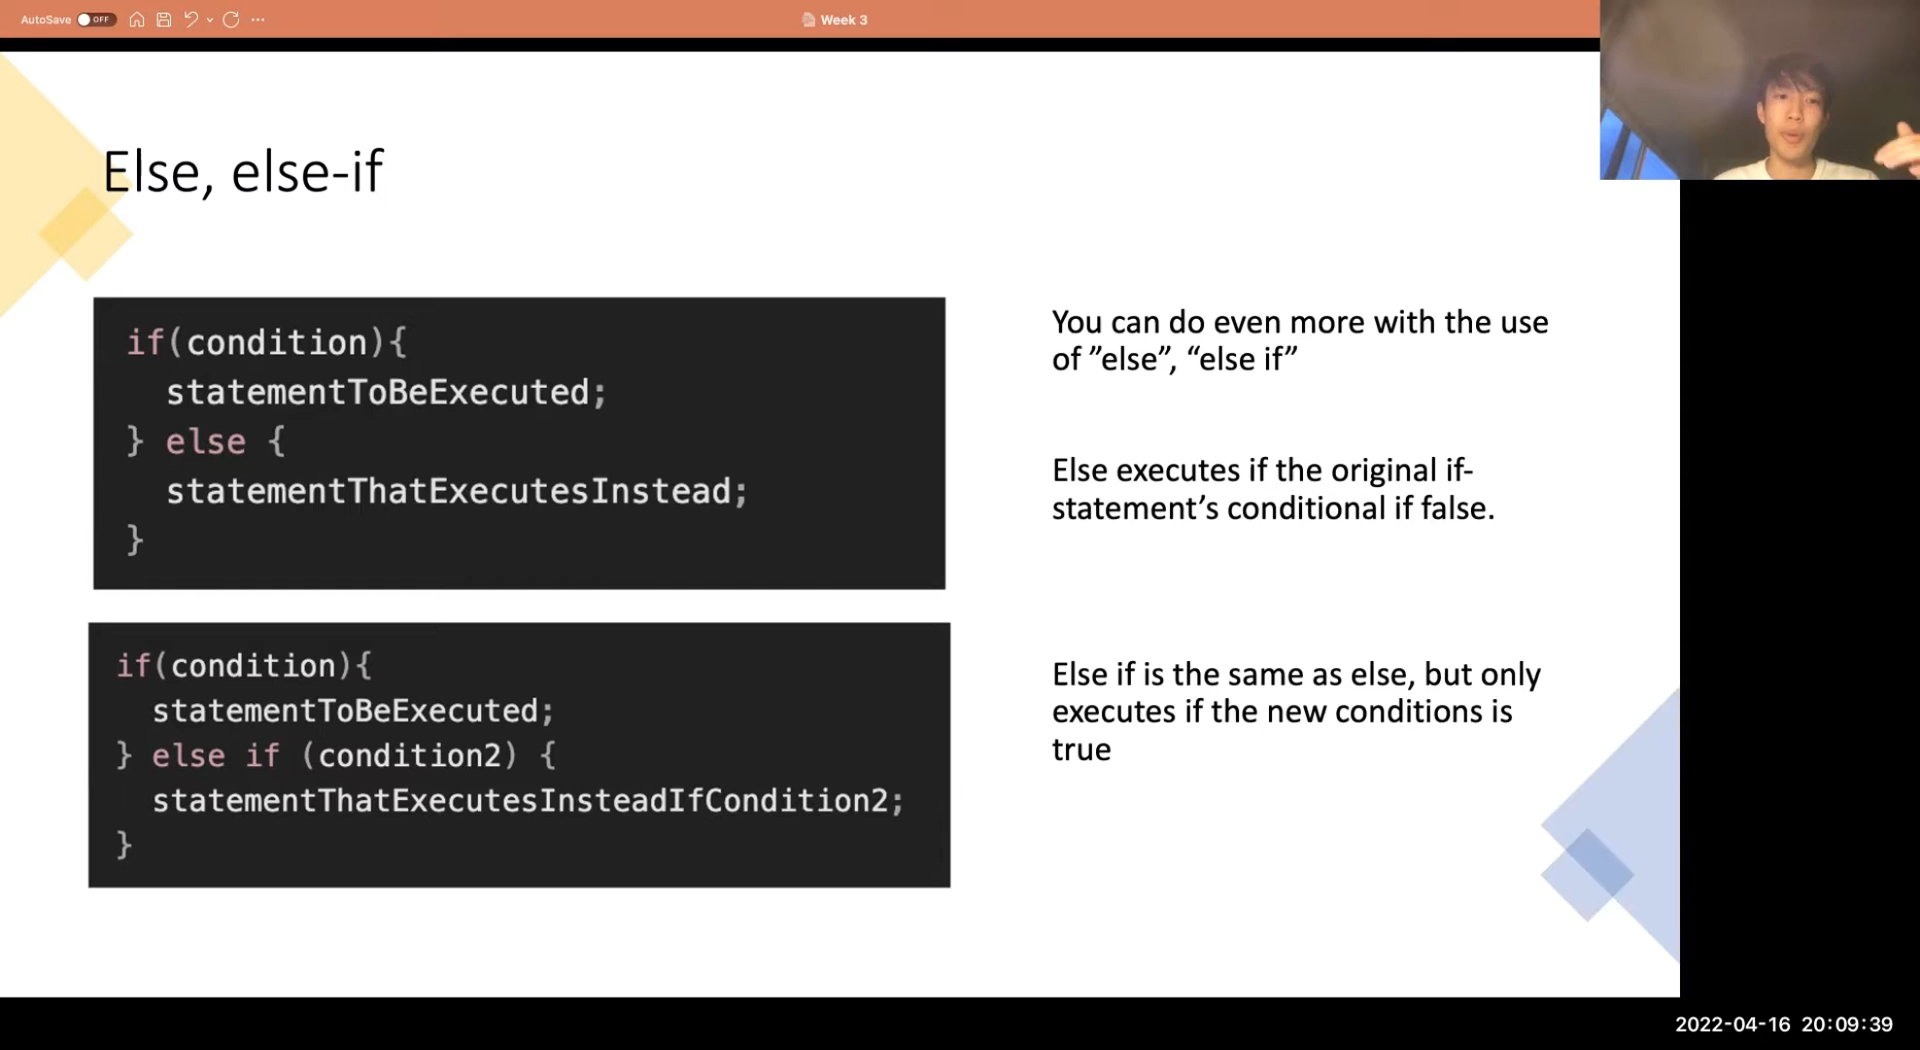 AutoSave OFF
Week 3
Else, else-if
if(condition){
statementToBeExecuted;
} else {
statementThatExecutesInstead;
}
You can do even more with the use
of ”else”, “else if”
Else executes if the original if-
statement’s conditional if false.
if(condition){
statementToBeExecuted;
} else if (condition2) {
statementThatExecutesInsteadIfCondition2;
}
Else if is the same as else, but only
executes if the new conditions is
true
2022-04-16 20:09:39